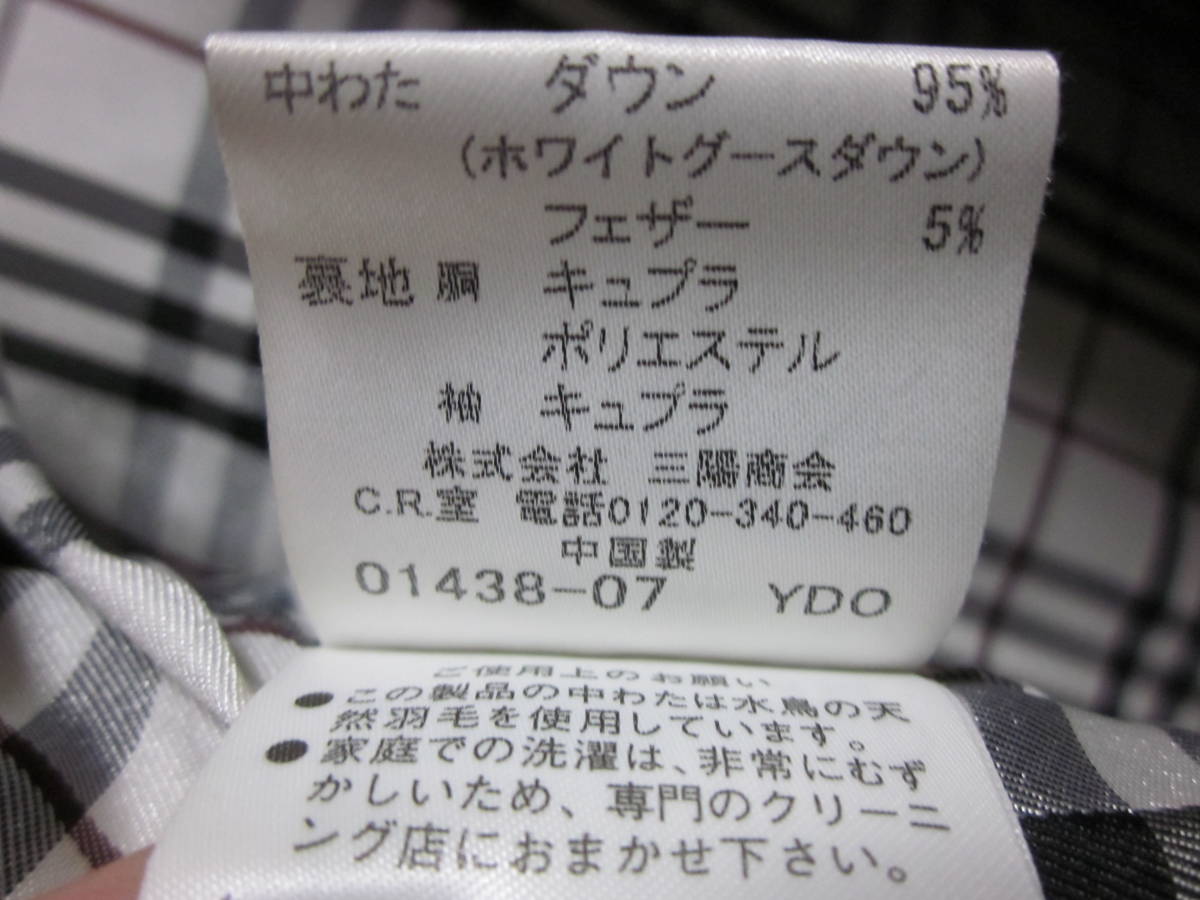 中わた ダウン 95%
(ホワイトグースダウン)
フェザー 5%
裏地 胴 キュプラ
ポリエステル
袖 キュプラ
株式会社 三陽商会
C.R.室 電話0120-340-460
中国製
01438-07 YDO
ご使用上のお願い
●この製品の中わたは水鳥の天
然羽毛を使用しています。
●家庭での洗濯は、非常にむず
かしいため、専門のクリーニ
ング店におまかせ下さい。